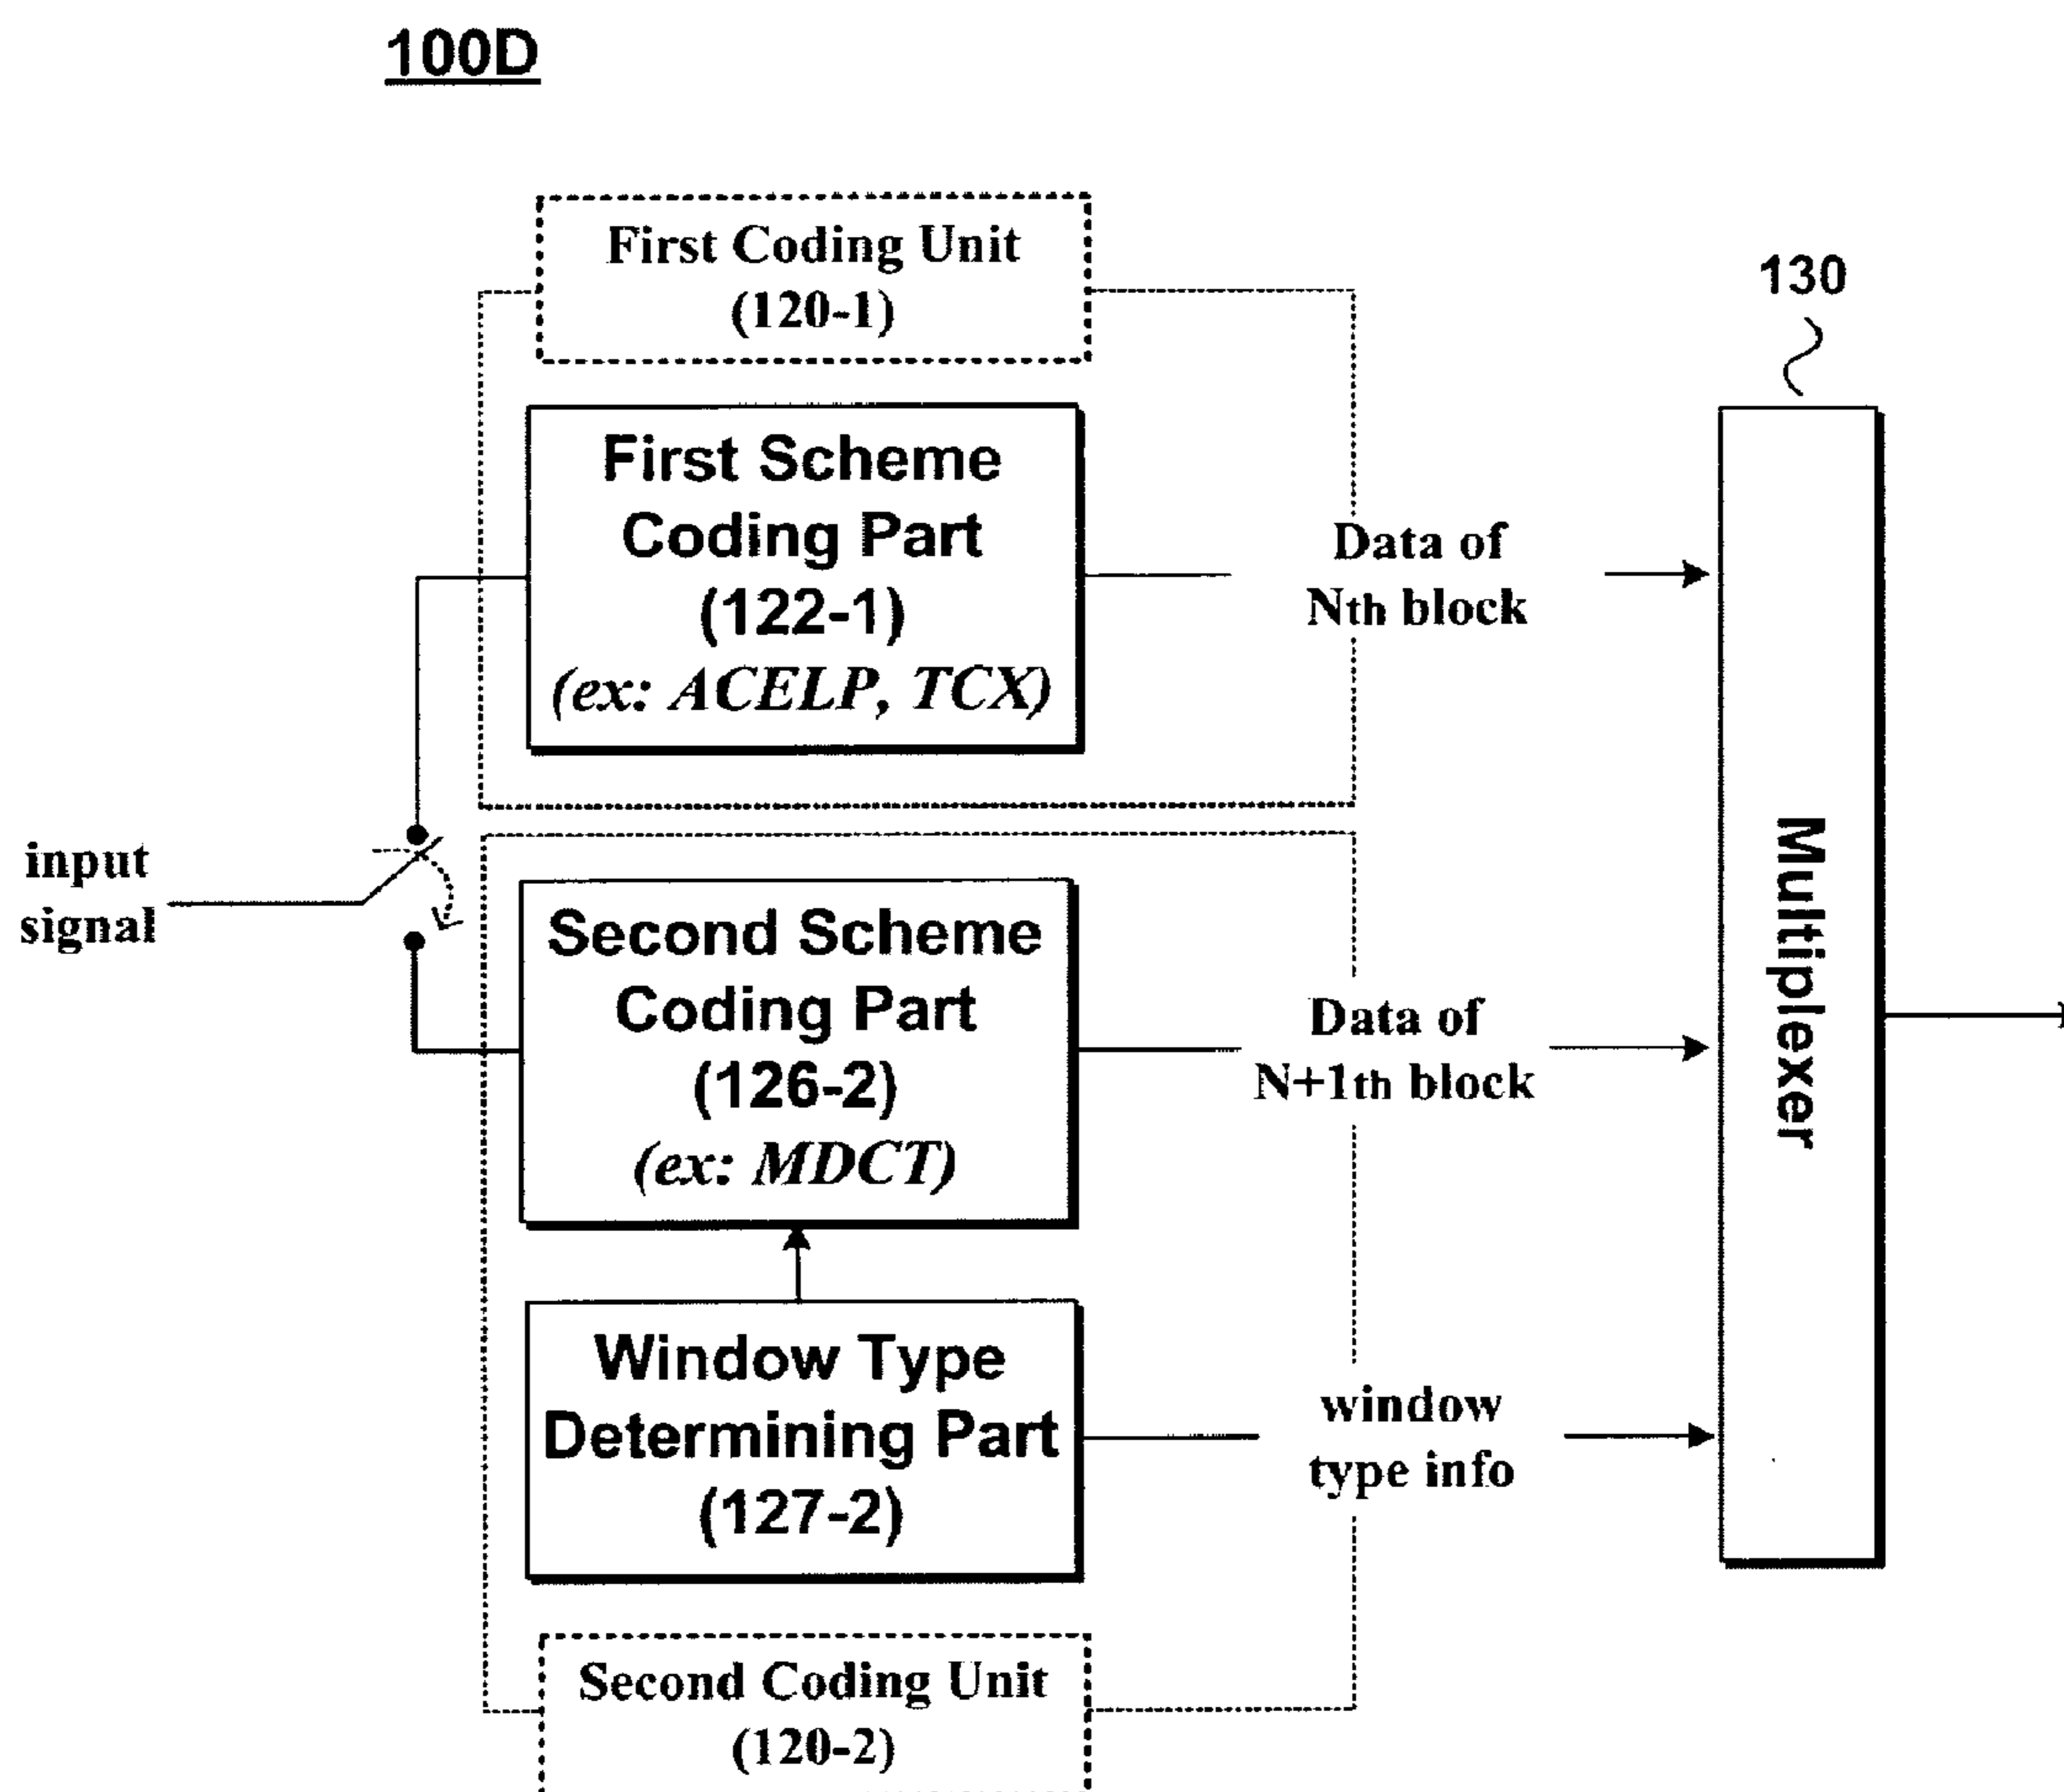 100D
First Coding Unit
(120-1)
130
First Scheme
Coding Part
(122-1)
(ex: ACELP, TCX)
Data of
Nth block
input
signal
Second Scheme
Coding Part
(126-2)
(ex: MDCT)
Data of
N+1th block
Multiplexer
Window Type
Determining Part
(127-2)
window
type info
Second Coding Unit
(120-2)